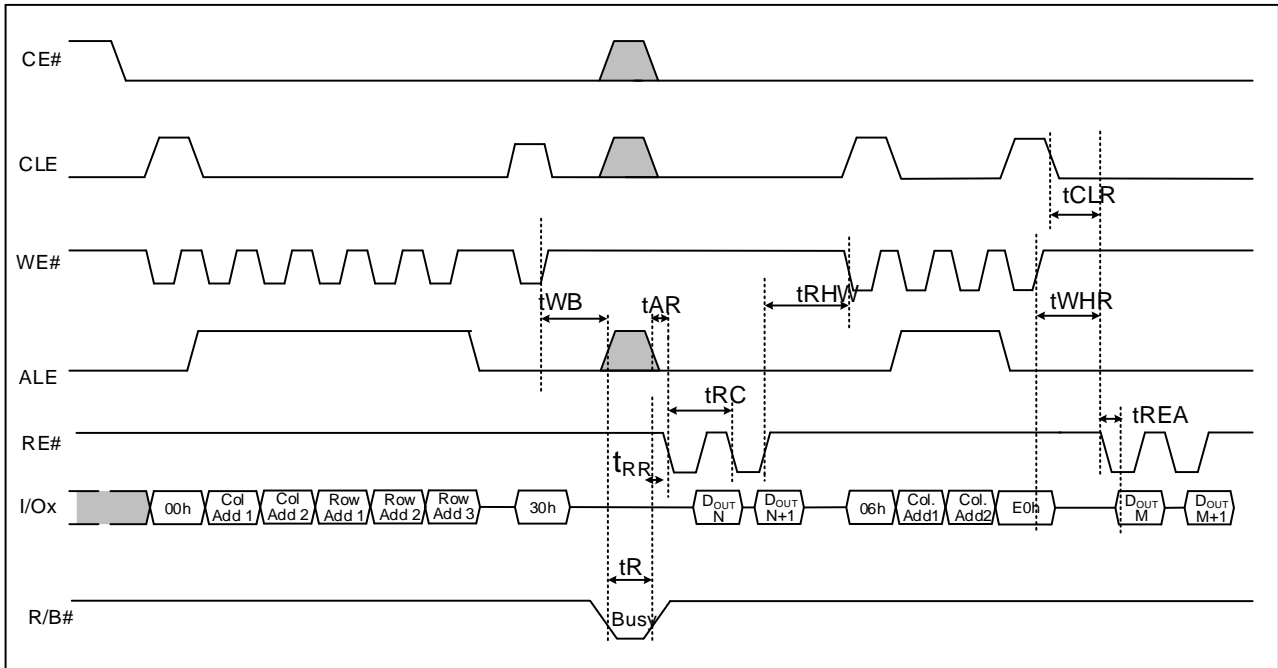 CE#
CLE
tCLR
WE#
tWB
tAR
tRHW
tWHR
ALE
tRC
tREA
RE#
tRR
I/Ox
00h
Col
Add 1
Col
Add 2
Row
Add 1
Row
Add 2
Row
Add 3
30h
DOUT
N
DOUT
N+1
06h
Col.
Add1
Col.
Add2
E0h
DOUT
M
DOUT
M+1
tR
R/B#
Busy